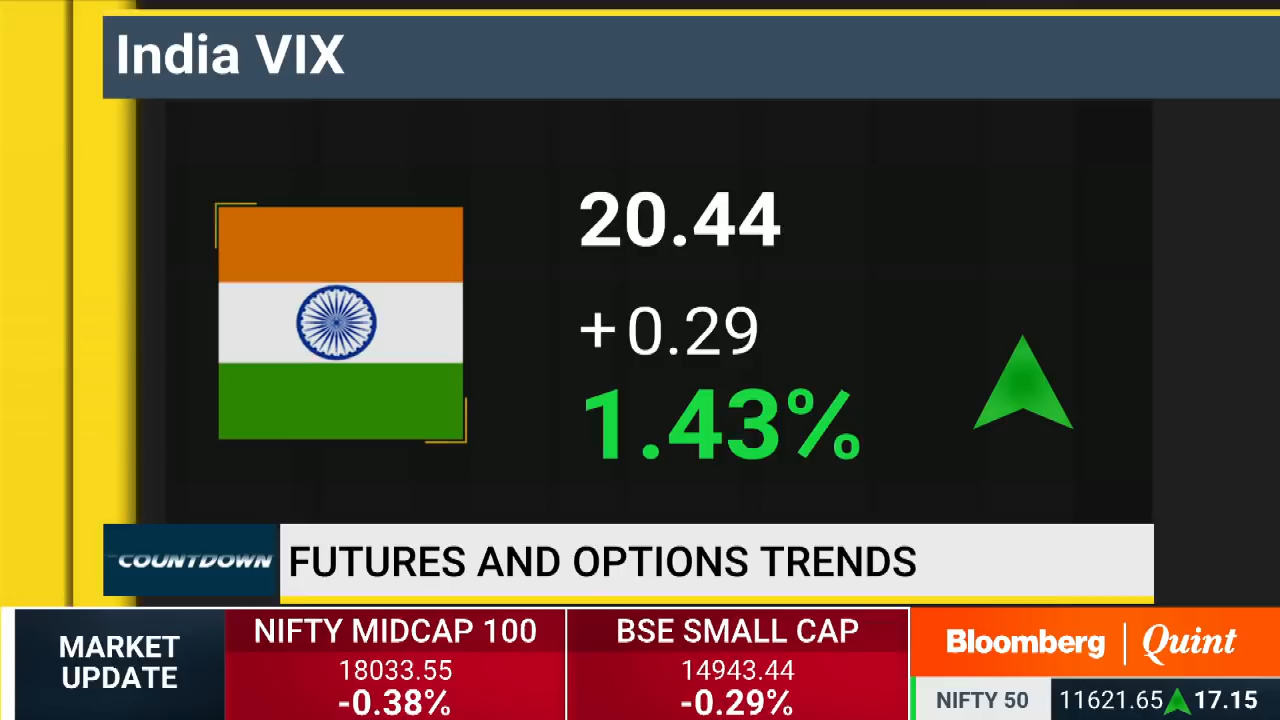 India VIX
20.44
+0.29
1.43%
COUNTDOWN
FUTURES AND OPTIONS TRENDS
MARKET
UPDATE
NIFTY MIDCAP 100
18033.55
-0.38%
BSE SMALL CAP
14943.44
-0.29%
Bloomberg | Quint
NIFTY 50
11621.65 17.15